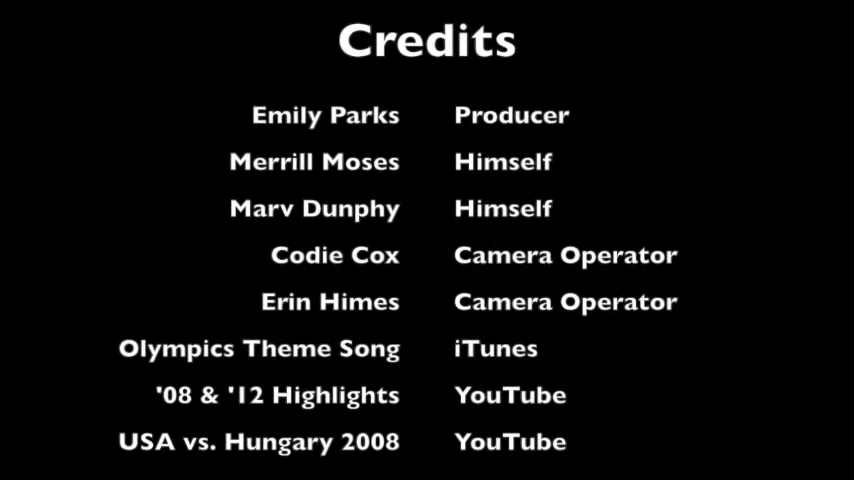 Credits
Emily Parks Producer
Merrill Moses Himself
Marv Dunphy Himself
Codie Cox Camera Operator
Erin Himes Camera Operator
Olympics Theme Song iTunes
'08 & '12 Highlights YouTube
USA vs. Hungary 2008 YouTube